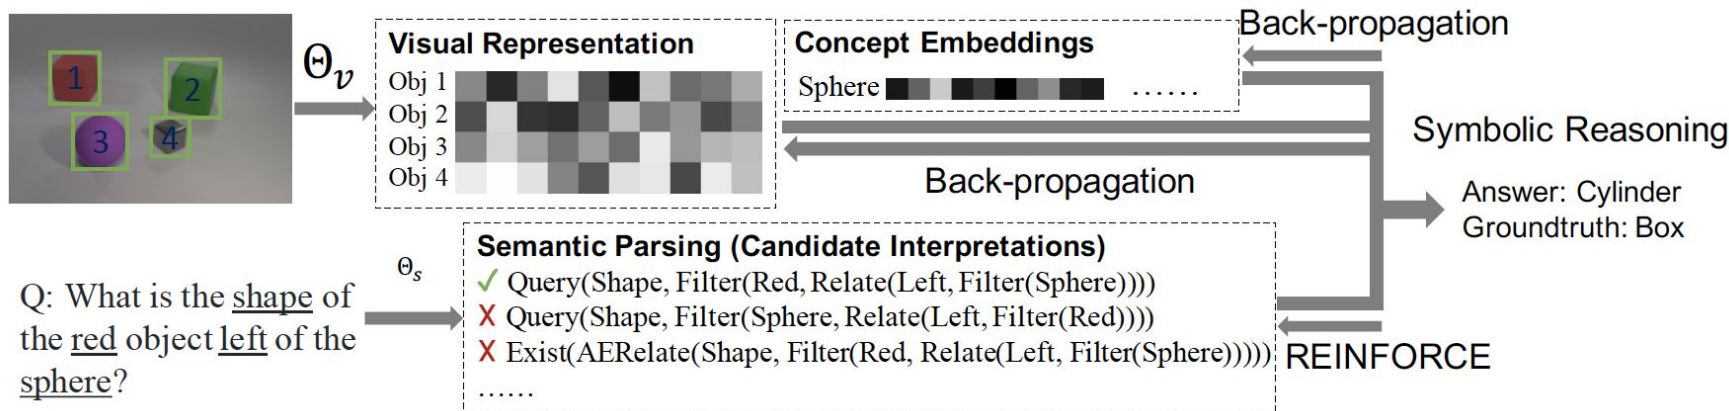 1
2
3
4
Θv
Visual Representation
Obj 1
Obj 2
Obj 3
Obj 4
Concept Embeddings
Sphere ......
Back-propagation
Back-propagation
Symbolic Reasoning
Answer: Cylinder
Groundtruth: Box
Q: What is the shape of
the red object left of the
sphere?
Θs
Semantic Parsing (Candidate Interpretations)
✓ Query(Shape, Filter(Red, Relate(Left, Filter(Sphere))))
X Query(Shape, Filter(Sphere, Relate(Left, Filter(Red))))
X Exist(AERelate(Shape, Filter(Red, Relate(Left, Filter(Sphere)))))
......
REINFORCE